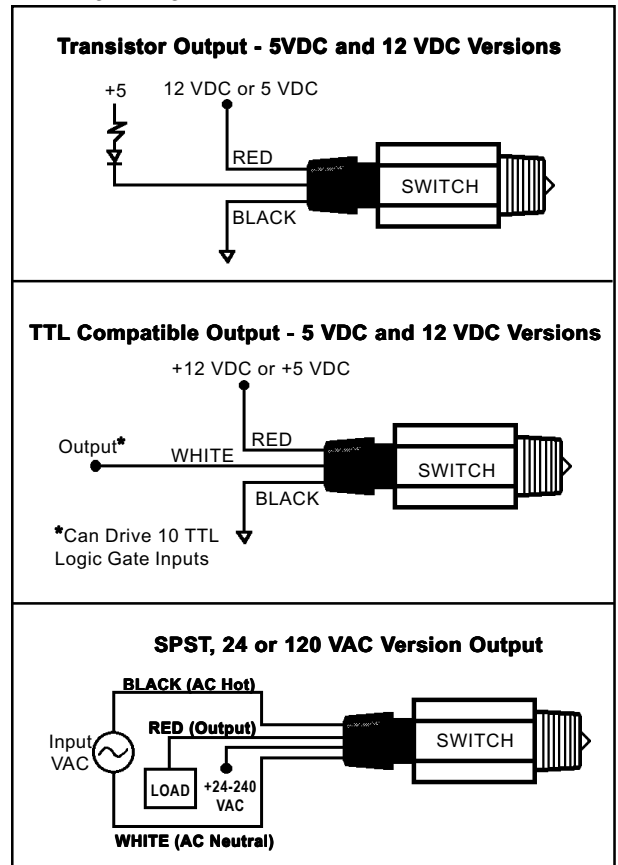 Transistor Output - 5VDC and 12 VDC Versions
+5
12 VDC or 5 VDC
RED
SWITCH
BLACK
TTL Compatible Output - 5 VDC and 12 VDC Versions
+12 VDC or +5 VDC
Output*
WHITE
RED
SWITCH
BLACK
*Can Drive 10 TTL
Logic Gate Inputs
SPST, 24 or 120 VAC Version Output
BLACK (AC Hot)
RED (Output)
Input
VAC
SWITCH
LOAD
+24-240
VAC
WHITE (AC Neutral)